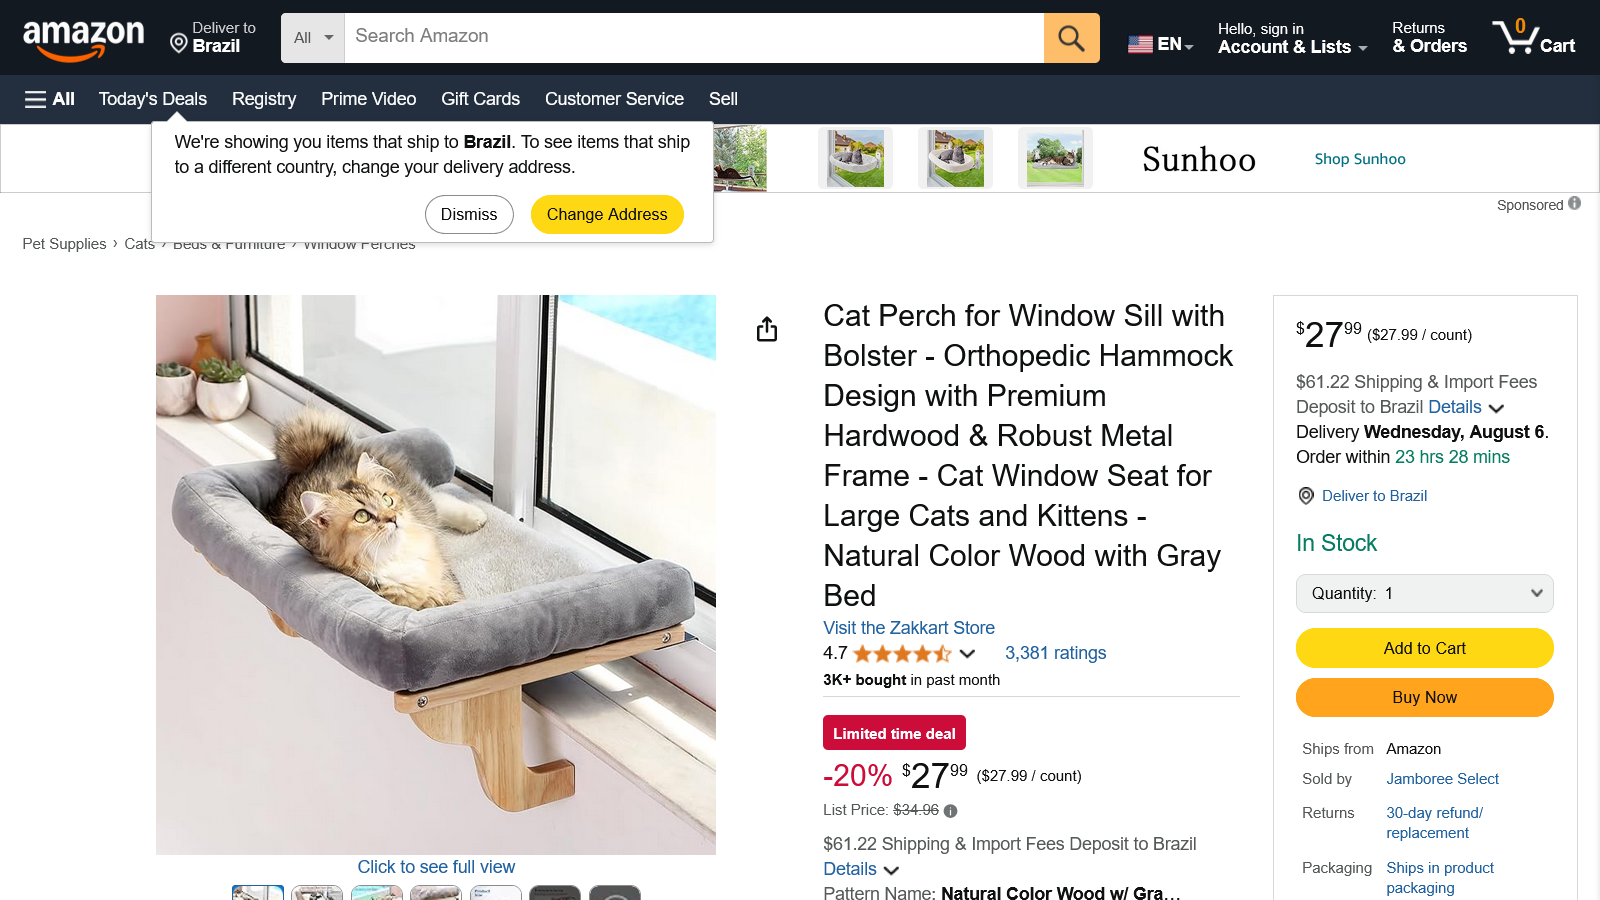 amazon
Deliver to
Brazil
All
Search Amazon
EN
Hello, sign in
Account & Lists
Returns
& Orders
0
Cart
All
Today's Deals
Registry
Prime Video
Gift Cards
Customer Service
Sell
We're showing you items that ship to Brazil. To see items that ship
to a different country, change your delivery address.
Dismiss
Change Address
Sunhoo
Shop Sunhoo
Sponsored
Pet Supplies › Cats › Beds & Furniture › Window Perches
Cat Perch for Window Sill with
Bolster - Orthopedic Hammock
Design with Premium
Hardwood & Robust Metal
Frame - Cat Window Seat for
Large Cats and Kittens -
Natural Color Wood with Gray
Bed
Visit the Zakkart Store
4.7
3,381 ratings
3K+ bought in past month
Limited time deal
-20% $27 99 ($27.99 / count)
List Price: $34.96
$61.22 Shipping & Import Fees Deposit to Brazil
Details
Pattern Name: Natural Color Wood w/ Gra…
Click to see full view
$27 99 ($27.99 / count)
$61.22 Shipping & Import Fees
Deposit to Brazil Details
Delivery Wednesday, August 6.
Order within 23 hrs 28 mins
Deliver to Brazil
In Stock
Quantity: 1
Add to Cart
Buy Now
Ships from Amazon
Sold by Jamboree Select
Returns 30-day refund/
replacement
Packaging Ships in product
packaging